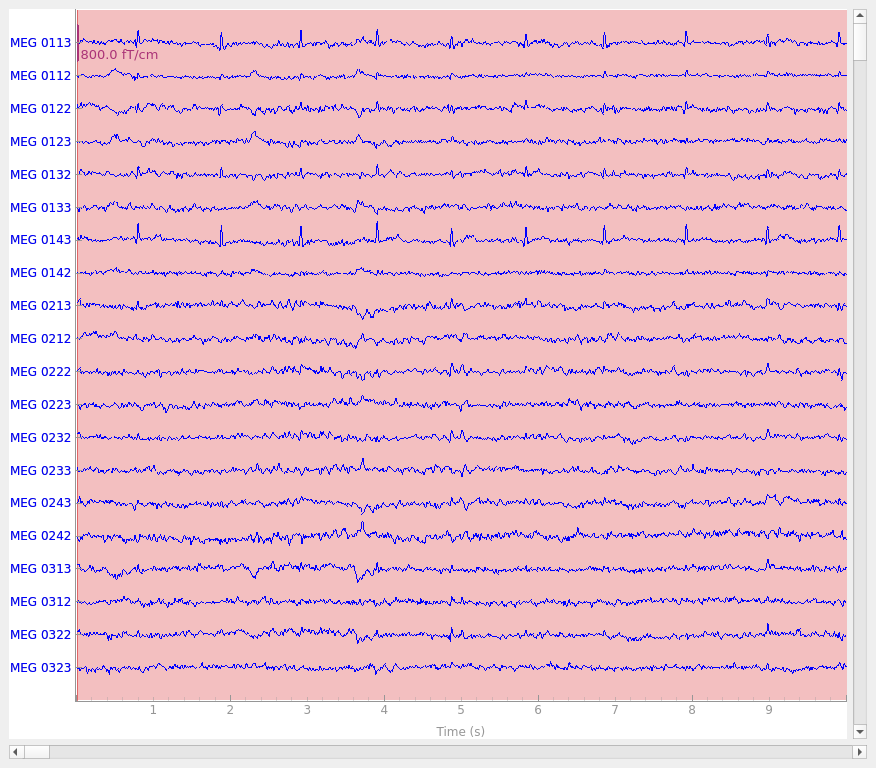 MEG 0113
800.0 fT/cm
MEG 0112
MEG 0122
MEG 0123
MEG 0132
MEG 0133
MEG 0143
MEG 0142
MEG 0213
MEG 0212
MEG 0222
MEG 0223
MEG 0232
MEG 0233
MEG 0243
MEG 0242
MEG 0313
MEG 0312
MEG 0322
MEG 0323
1 2 3 4 5 6 7 8 9
Time (s)